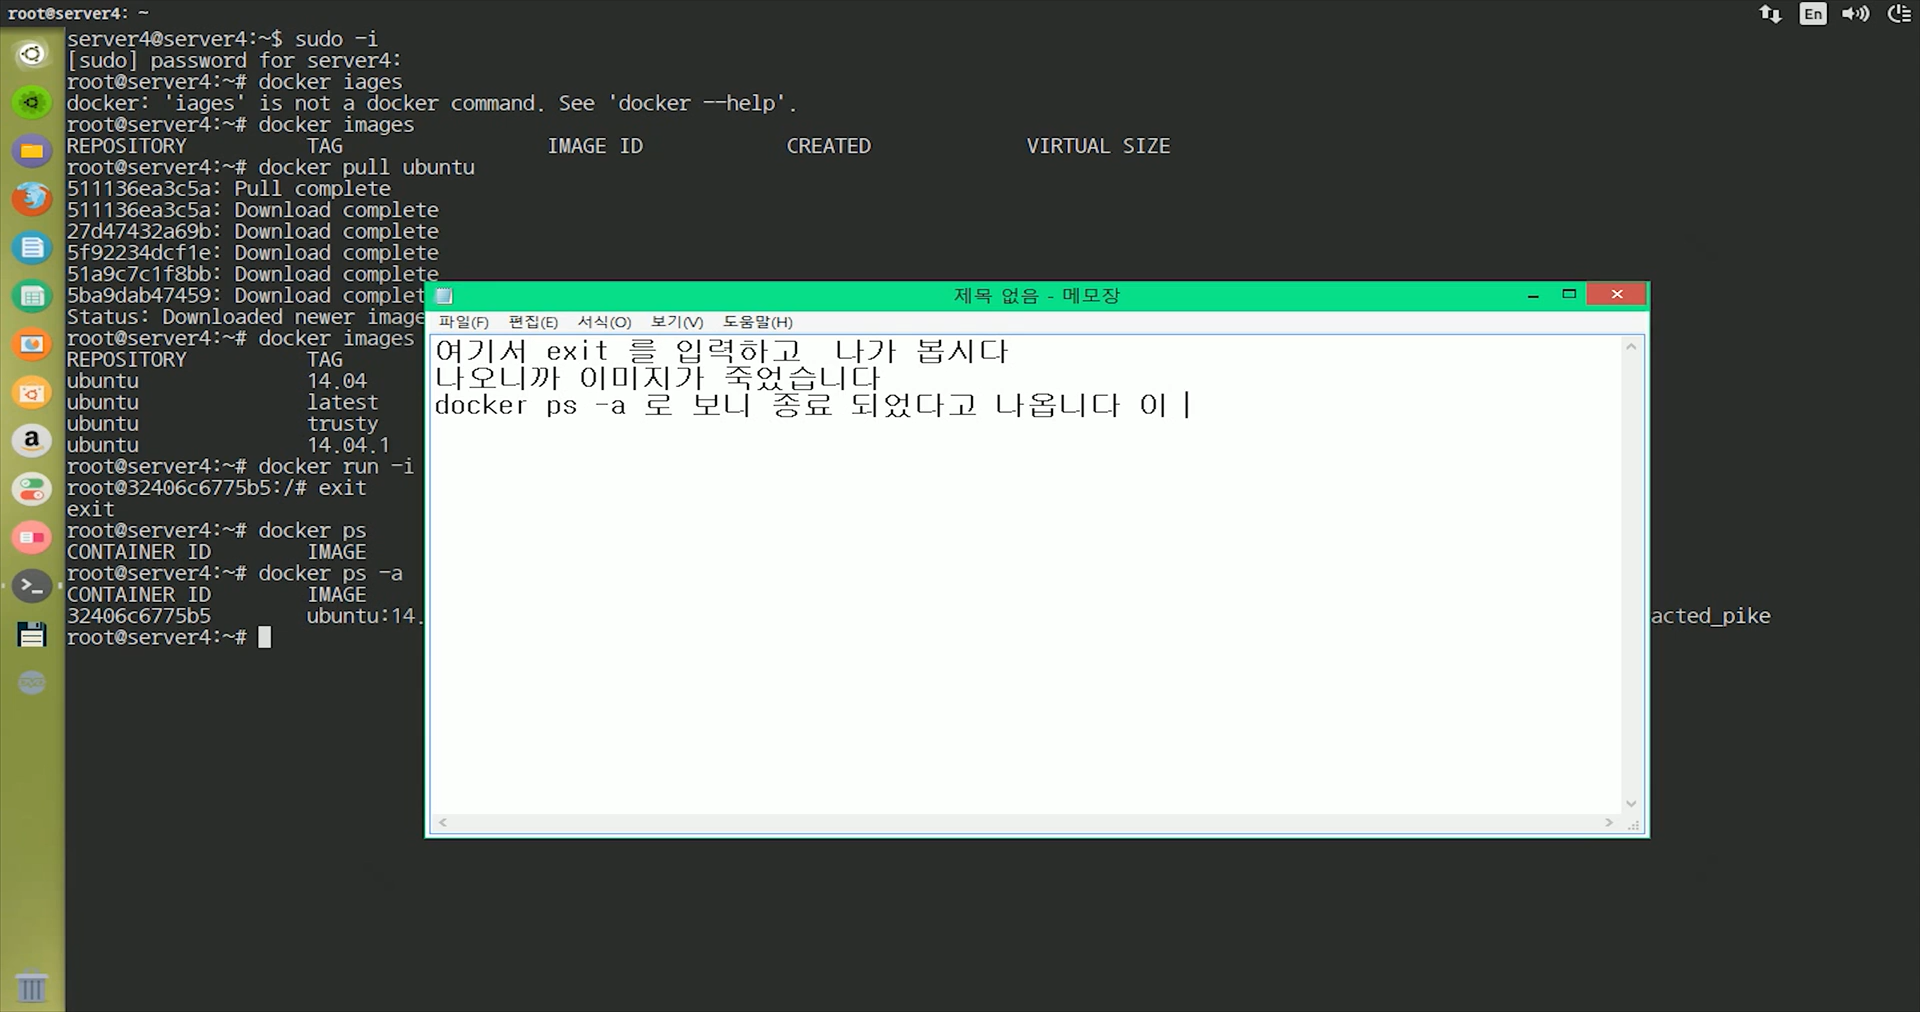 root@server4: ~
En
server4@server4:~$ sudo -i
[sudo] password for server4:
root@server4:~# docker iages
docker: 'iages' is not a docker command. See 'docker --help'.
root@server4:~# docker images
REPOSITORY TAG IMAGE ID CREATED VIRTUAL SIZE
root@server4:~# docker pull ubuntu
511136ea3c5a: Pull complete
511136ea3c5a: Download complete
27d47432a69b: Download complete
5f92234dcf1e: Download complete
51a9c7c1f8bb: Download complete
5ba9dab47459: Download complet
Status: Downloaded newer image
root@server4:~# docker images
REPOSITORY TAG
ubuntu 14.04
ubuntu latest
ubuntu trusty
ubuntu 14.04.1
root@server4:~# docker run -i
root@32406c6775b5:/# exit
exit
root@server4:~# docker ps
CONTAINER ID IMAGE
root@server4:~# docker ps -a
CONTAINER ID IMAGE
32406c6775b5 ubuntu:14. acted_pike
root@server4:~#
제목 없음 - 메모장
파일(F) 편집(E) 서식(O) 보기(V) 도움말(H)
여기서 exit 를 입력하고 나가 봅시다
나오니까 이미지가 죽었습니다
docker ps -a 로 보니 종료 되었다고 나옵니다 이